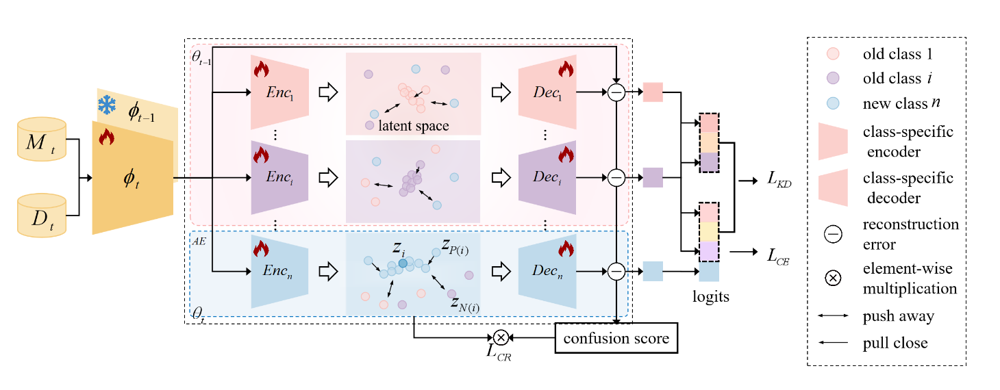 θt−1
Enc1
Dec1
latent space
ϕt−1
Mt
ϕt
Dt
Enci
Deci
AE
zi
zP(i)
Encn
Decn
zN(i)
θt
LKD
LCE
logits
confusion score
LCR
old class 1
old class i
new class n
class-specific
encoder
class-specific
decoder
reconstruction
error
element-wise
multiplication
push away
pull close